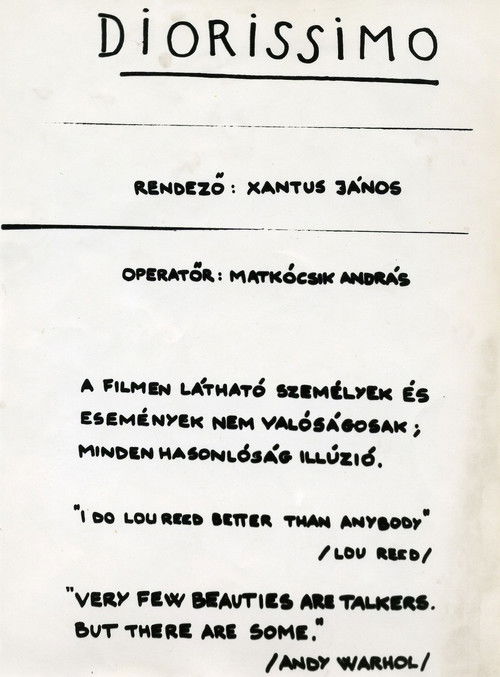 DIORISSIMO
RENDEZŐ: XANTUS JÁNOS
OPERATŐR: MATKÓCSIK ANDRÁS
A FILMEN LÁTHATÓ SZEMÉLYEK ÉS
ESEMÉNYEK NEM VALÓSÁGOSAK;
MINDEN HASONLÓSÁG ILLÚZIÓ.
"I DO LOU REED BETTER THAN ANYBODY"
/LOU REED/
"VERY FEW BEAUTIES ARE TALKERS.
BUT THERE ARE SOME."
/ANDY WARHOL/